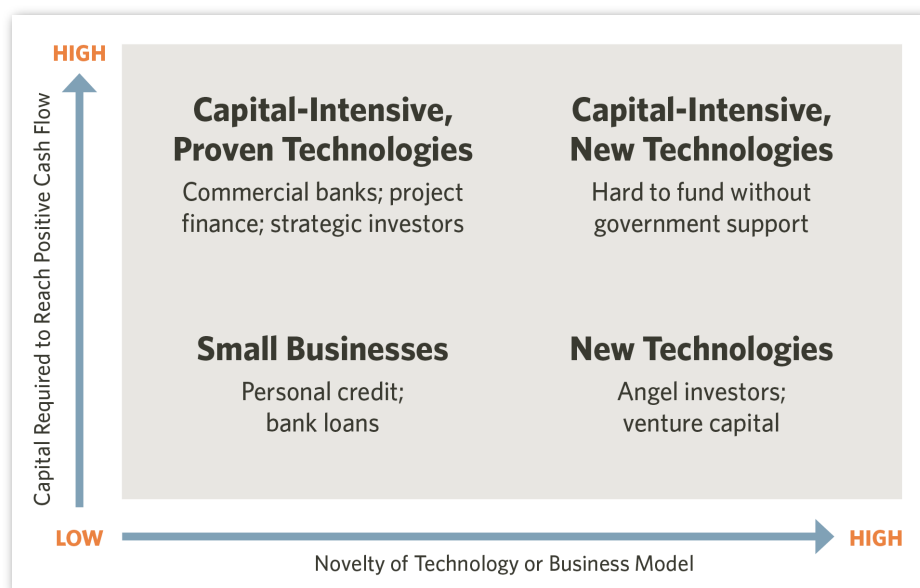 HIGH
Capital Required to Reach Positive Cash Flow
Capital-Intensive,
Proven Technologies
Commercial banks; project
finance; strategic investors
Capital-Intensive,
New Technologies
Hard to fund without
government support
Small Businesses
Personal credit;
bank loans
New Technologies
Angel investors;
venture capital
LOW
HIGH
Novelty of Technology or Business Model